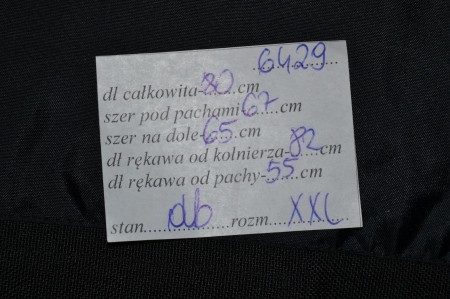 6429
dl całkowita-80...cm
szer pod pachami-67...cm
szer na dole-65...cm
dl rękawa od kołnierza-82...cm
dl rękawa od pachy-55...cm
stan...db...rozm...XXL...